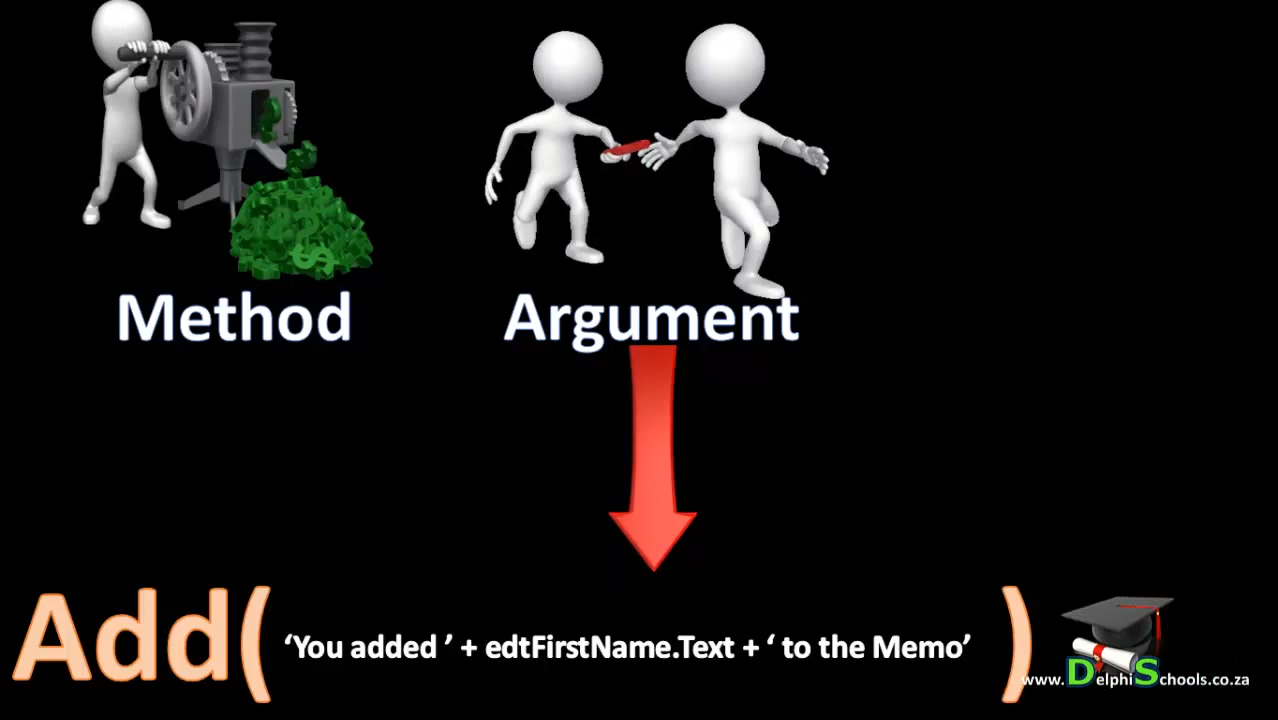 Method
Argument
Add( ‘You added ’ + edtFirstName.Text + ‘ to the Memo’ )
www.DelphiSchools.co.za